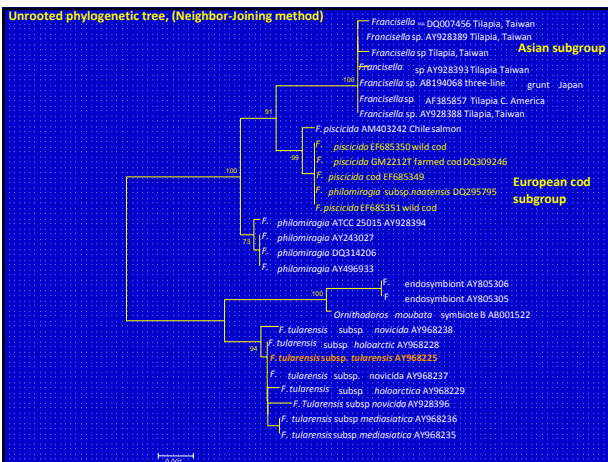 Unrooted phylogenetic tree, (Neighbor-Joining method)
Francisella sp. DQ007456 Tilapia, Taiwan
Francisella sp. AY928389 Tilapia, Taiwan
Francisella sp Tilapia, Taiwan
Asian subgroup
Francisella sp AY928393 Tilapia Taiwan
100
Francisella sp. AB194068 three-line grunt Japan
Francisella sp AF385857 Tilapia C. America
Francisella sp. AY928388 Tilapia, Taiwan
91
F. piscicida AM403242 Chile salmon
F. piscicida EF685350 wild cod
99
F. piscicida GM2212T farmed cod DQ309246
F. piscicida cod EF685349
100
European cod
subgroup
F. philomiragia subsp.noatensis DQ295795
F. piscicida EF685351 wild cod
F. philomiragia ATCC 25015 AY928394
73
F. philomiragia AY243027
F. philomiragia DQ314206
F. philomiragia AY496933
F. endosymbiont AY805306
100
F endosymbiont AY805305
Ornithodoros moubata symbiote B AB001522
F. tularensis subsp novicida AY968238
94
F. tularensis subsp holoarctic AY968228
F. tularensis subsp. tularensis AY968225
F. tularensis subsp. novicida AY968237
F. tularensis subsp. holoarctica AY968229
F. Tularensis subsp novicida AY928396
F. tularensis subsp mediasiatica AY968236
F. tularensis subsp mediasiatica AY968235
0.001